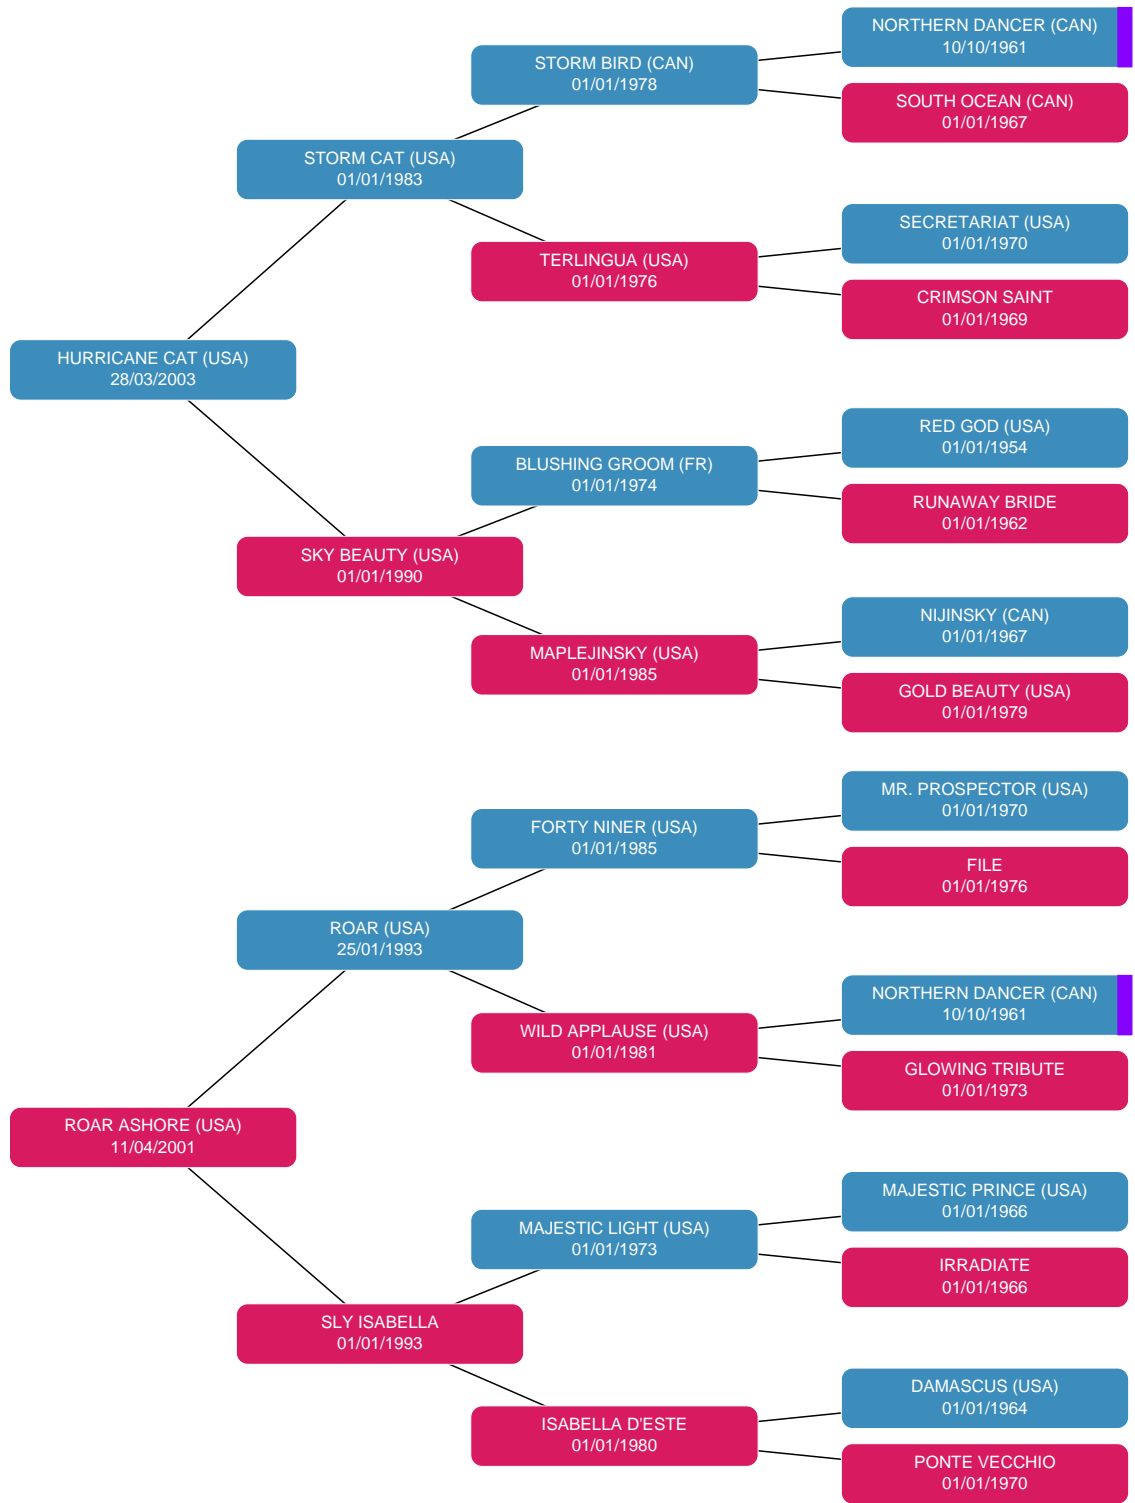 NORTHERN DANCER (CAN)
10/10/1961
STORM BIRD (CAN)
01/01/1978
SOUTH OCEAN (CAN)
01/01/1967
STORM CAT (USA)
01/01/1983
SECRETARIAT (USA)
01/01/1970
TERLINGUA (USA)
01/01/1976
CRIMSON SAINT
01/01/1969
HURRICANE CAT (USA)
28/03/2003
RED GOD (USA)
01/01/1954
BLUSHING GROOM (FR)
01/01/1974
RUNAWAY BRIDE
01/01/1962
SKY BEAUTY (USA)
01/01/1990
NIJINSKY (CAN)
01/01/1967
MAPLEJINSKY (USA)
01/01/1985
GOLD BEAUTY (USA)
01/01/1979
MR. PROSPECTOR (USA)
01/01/1970
FORTY NINER (USA)
01/01/1985
FILE
01/01/1976
ROAR (USA)
25/01/1993
NORTHERN DANCER (CAN)
10/10/1961
WILD APPLAUSE (USA)
01/01/1981
GLOWING TRIBUTE
01/01/1973
ROAR ASHORE (USA)
11/04/2001
MAJESTIC PRINCE (USA)
01/01/1966
MAJESTIC LIGHT (USA)
01/01/1973
IRRADIATE
01/01/1966
SLY ISABELLA
01/01/1993
DAMASCUS (USA)
01/01/1964
ISABELLA D'ESTE
01/01/1980
PONTE VECCHIO
01/01/1970